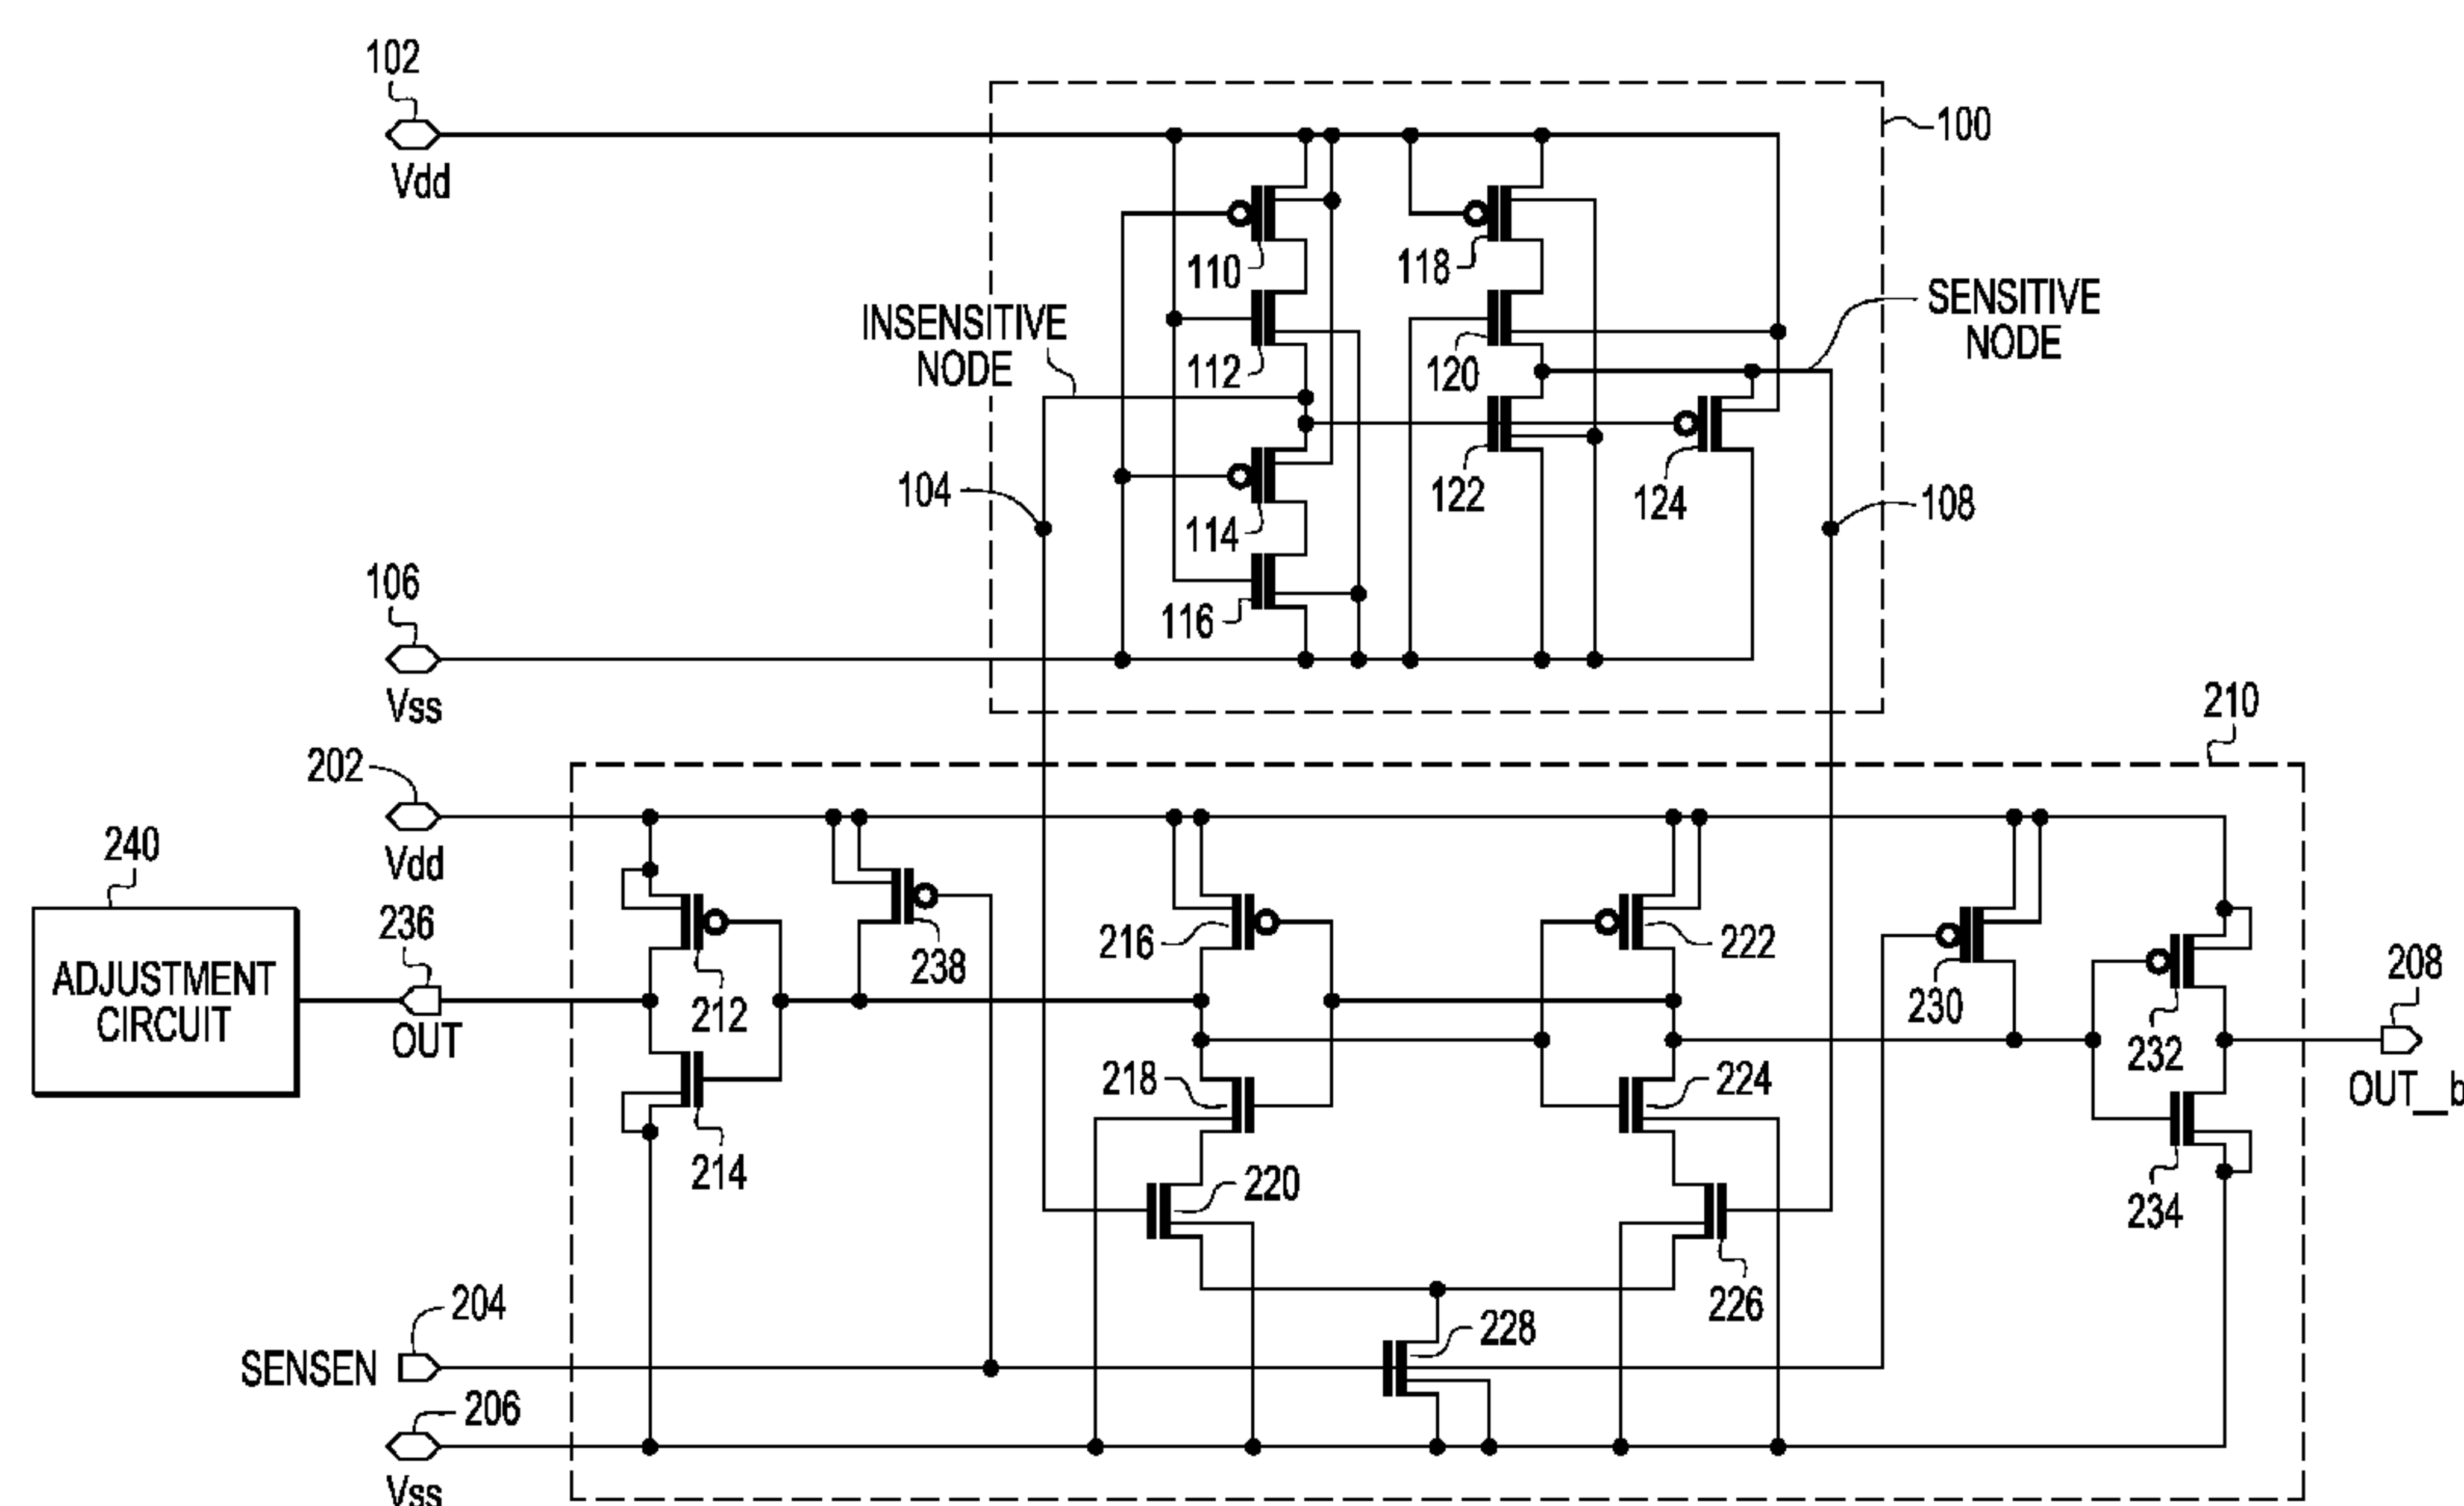 102
Vdd
100
110
118
INSENSITIVE
NODE
SENSITIVE
NODE
112
120
104
122
124
108
114
106
116
Vss
210
202
Vdd
240
ADJUSTMENT
CIRCUIT
236
OUT
212
238
216
222
230
232
208
OUT_b
218
224
214
220
226
234
204
SENSEN
228
206
Vss